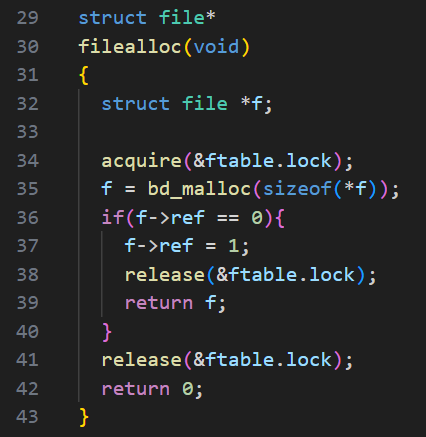 29 struct file*
30 filealloc(void)
31 {
32   struct file *f;
33
34   acquire(&ftable.lock);
35   f = bd_malloc(sizeof(*f));
36   if(f->ref == 0){
37     f->ref = 1;
38     release(&ftable.lock);
39     return f;
40   }
41   release(&ftable.lock);
42   return 0;
43 }